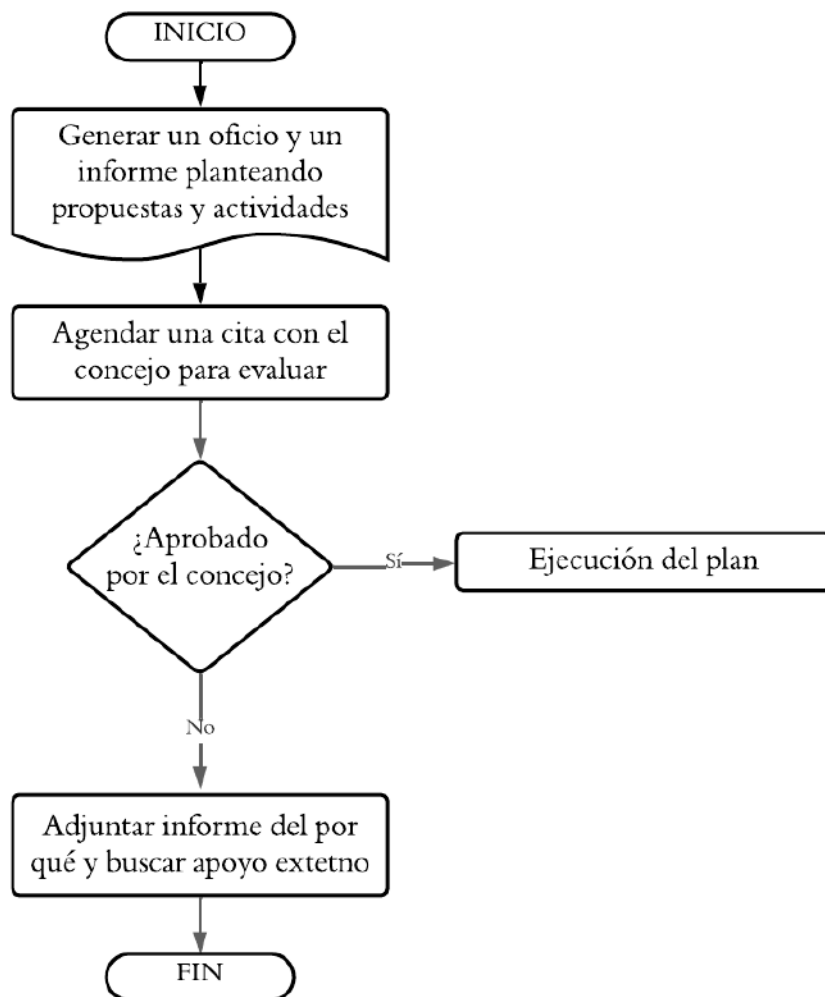 INICIO
Generar un oficio y un
informe planteando
propuestas y actividades
Agendar una cita con el
concejo para evaluar
¿Aprobado
por el concejo?
Sí
Ejecución del plan
No
Adjuntar informe del por
qué y buscar apoyo extetno
FIN